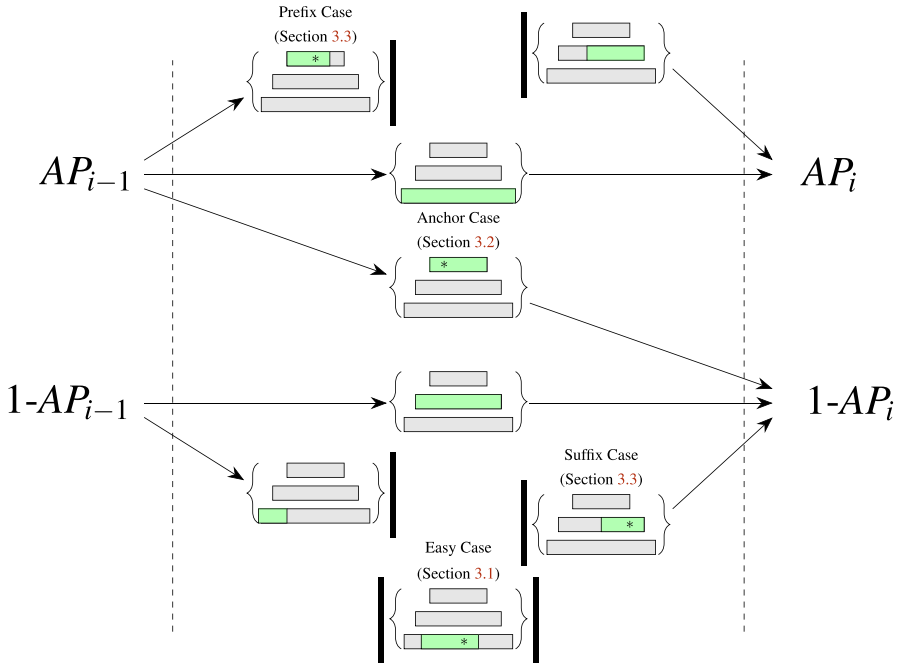 Prefix Case
(Section 3.3)
*
AP_{i−1}
AP_i
Anchor Case
(Section 3.2)
*
1-AP_{i−1}
1-AP_i
Suffix Case
(Section 3.3)
*
Easy Case
(Section 3.1)
*